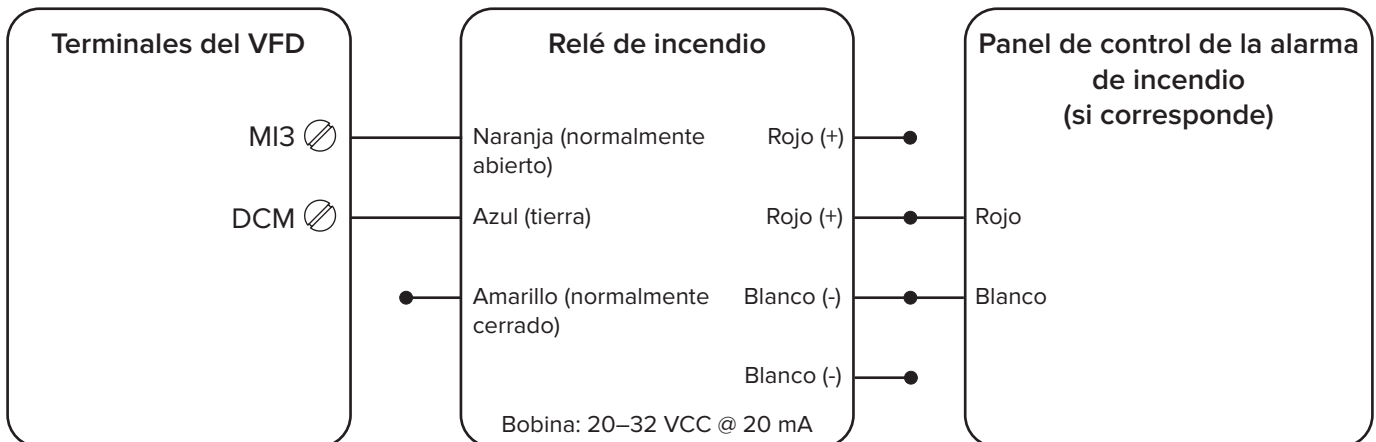 Terminales del VFD
MI3
DCM
Relé de incendio
Naranja (normalmente
abierto)
Azul (tierra)
Amarillo (normalmente
cerrado)
Rojo (+)
Rojo (+)
Blanco (-)
Blanco (-)
Bobina: 20–32 VCC @ 20 mA
Panel de control de la alarma
de incendio
(si corresponde)
Rojo
Blanco